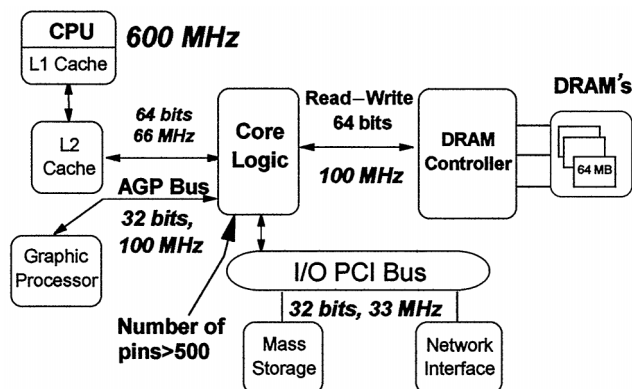 CPU
L1 Cache
600 MHz
DRAM's
64 bits
66 MHz
L2
Cache
Core
Logic
Read–Write
64 bits
100 MHz
DRAM
Controller
64 MB
AGP Bus
32 bits,
100 MHz
Graphic
Processor
I/O PCI Bus
32 bits, 33 MHz
Number of
pins>500
Mass
Storage
Network
Interface